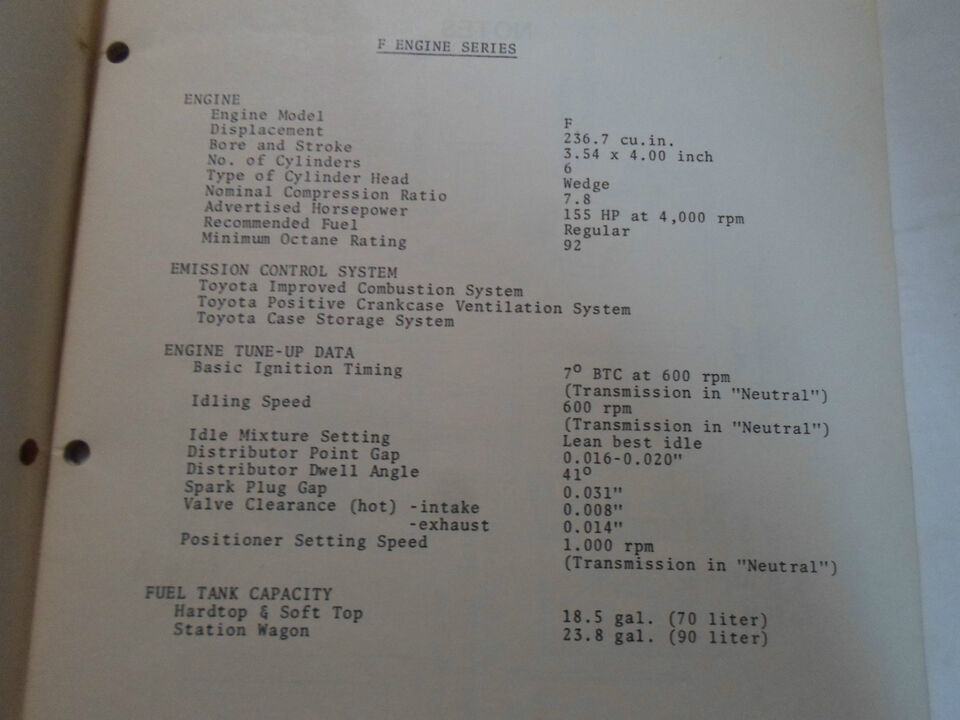 F ENGINE SERIES
ENGINE
Engine Model F
Displacement 236.7 cu.in.
Bore and Stroke 3.54 x 4.00 inch
No. of Cylinders 6
Type of Cylinder Head Wedge
Nominal Compression Ratio 7.8
Advertised Horsepower 155 HP at 4,000 rpm
Recommended Fuel Regular
Minimum Octane Rating 92
EMISSION CONTROL SYSTEM
Toyota Improved Combustion System
Toyota Positive Crankcase Ventilation System
Toyota Case Storage System
ENGINE TUNE-UP DATA
Basic Ignition Timing 7° BTC at 600 rpm
(Transmission in "Neutral")
Idling Speed 600 rpm
(Transmission in "Neutral")
Idle Mixture Setting Lean best idle
Distributor Point Gap 0.016-0.020"
Distributor Dwell Angle 41°
Spark Plug Gap 0.031"
Valve Clearance (hot) -intake 0.008"
-exhaust 0.014"
Positioner Setting Speed 1.000 rpm
(Transmission in "Neutral")
FUEL TANK CAPACITY
Hardtop & Soft Top 18.5 gal. (70 liter)
Station Wagon 23.8 gal. (90 liter)